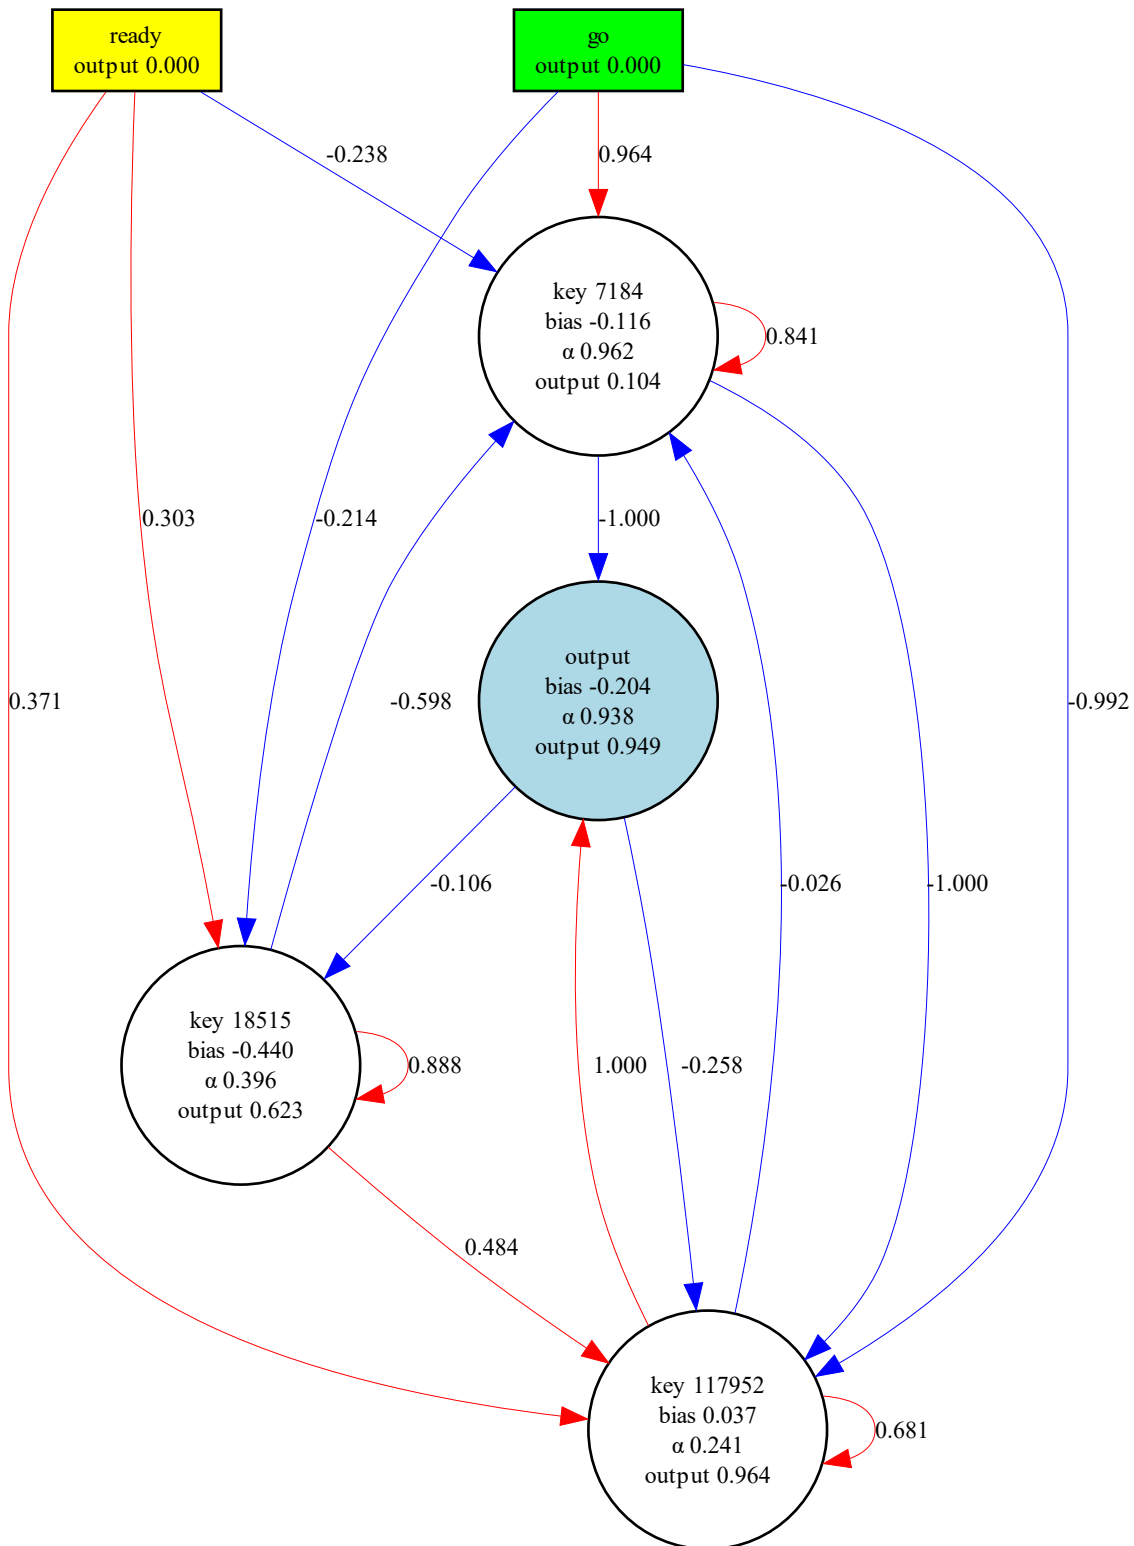 ready
output 0.000
go
output 0.000
-0.238
0.964
key 7184
bias -0.116
α 0.962
output 0.104
0.841
0.303
-0.214
-1.000
output
bias -0.204
α 0.938
output 0.949
0.371
-0.598
-0.992
-0.106
-0.026
-1.000
key 18515
bias -0.440
α 0.396
output 0.623
0.888
1.000
-0.258
0.484
key 117952
bias 0.037
α 0.241
output 0.964
0.681